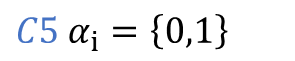 C5 αᵢ = {0,1}